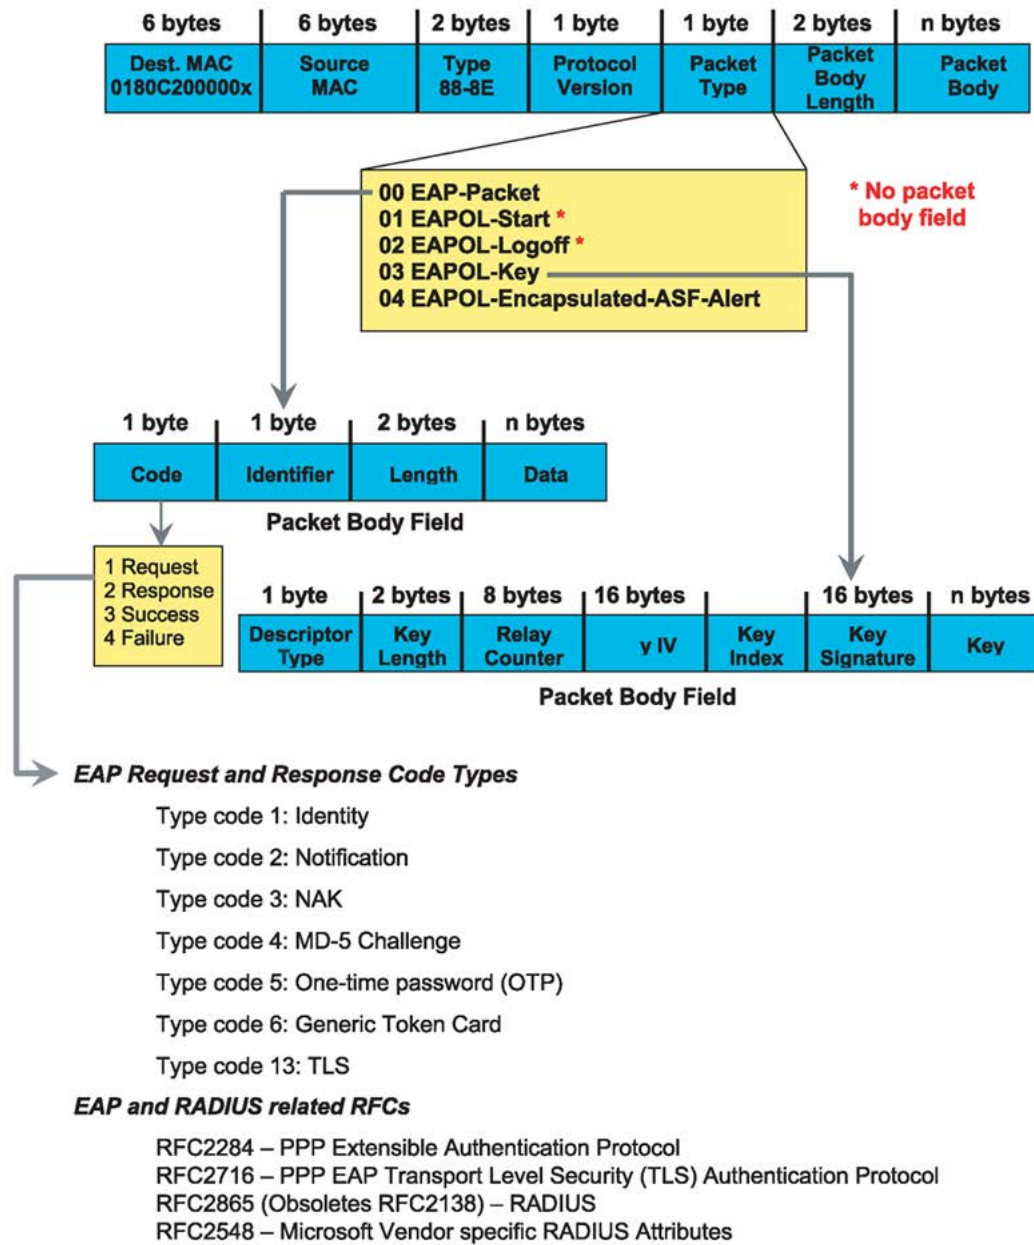 6 bytes 6 bytes 2 bytes 1 byte 1 byte 2 bytes n bytes
Dest. MAC 0180C200000x
Source MAC
Type 88-8E
Protocol Version
Packet Type
Packet Body Length
Packet Body
00 EAP-Packet
01 EAPOL-Start *
02 EAPOL-Logoff *
03 EAPOL-Key
04 EAPOL-Encapsulated-ASF-Alert
* No packet
body field
1 byte 1 byte 2 bytes n bytes
Code Identifier Length Data
Packet Body Field
1 Request
2 Response
3 Success
4 Failure
1 byte 2 bytes 8 bytes 16 bytes 16 bytes n bytes
Descriptor Type
Key Length
Relay Counter
y IV
Key Index
Key Signature
Key
Packet Body Field
EAP Request and Response Code Types
Type code 1: Identity
Type code 2: Notification
Type code 3: NAK
Type code 4: MD-5 Challenge
Type code 5: One-time password (OTP)
Type code 6: Generic Token Card
Type code 13: TLS
EAP and RADIUS related RFCs
RFC2284 – PPP Extensible Authentication Protocol
RFC2716 – PPP EAP Transport Level Security (TLS) Authentication Protocol
RFC2865 (Obsoletes RFC2138) – RADIUS
RFC2548 – Microsoft Vendor specific RADIUS Attributes